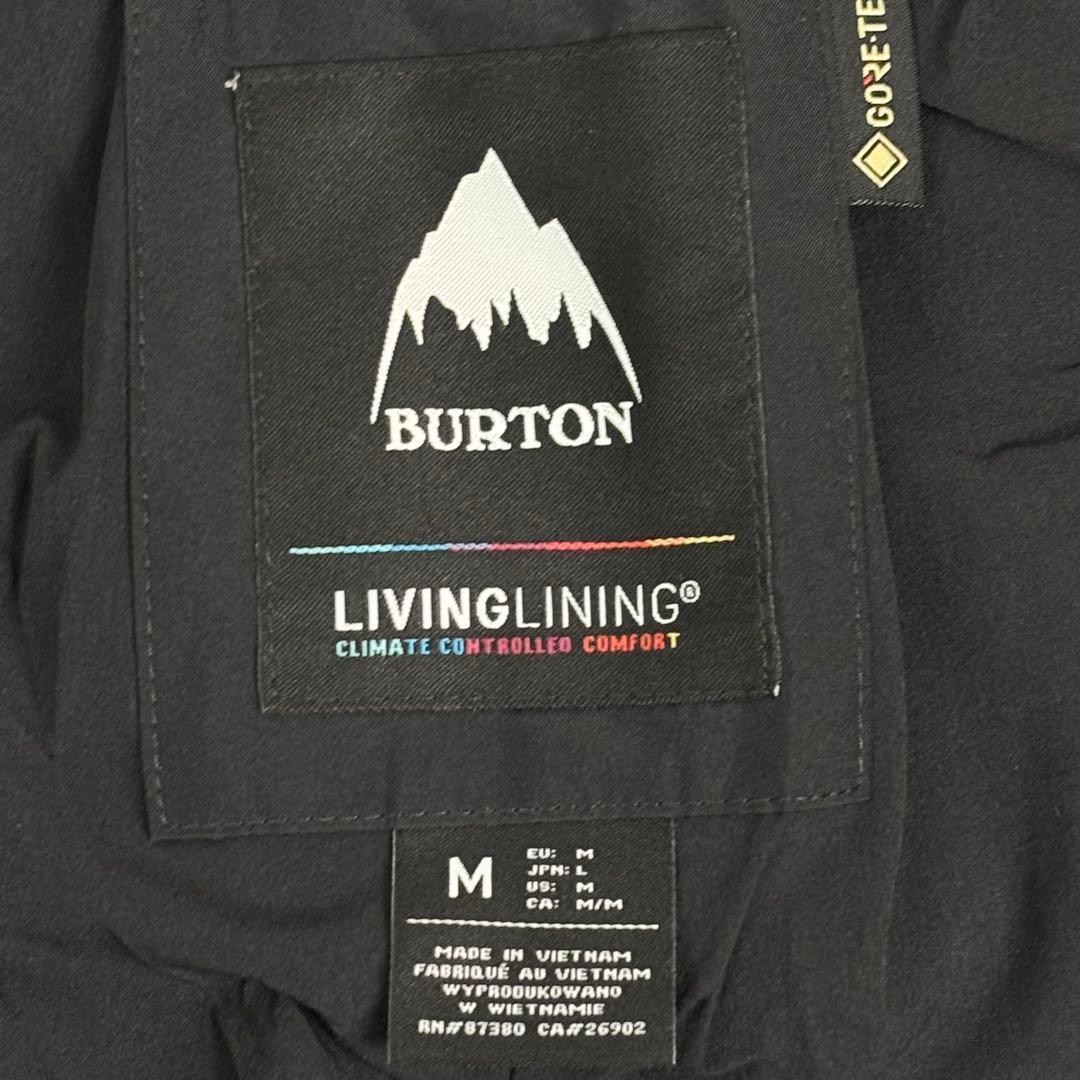 GORE-TE
BURTON
LIVINGLINING®
CLIMATE CONTROLLED COMFORT
M
EU: M
JPN: L
US: M
CA: M/M
MADE IN VIETNAM
FABRIQUÉ AU VIETNAM
WYPRODUKOWANO
W WIETNAMIE
RN#87380 CA#26902